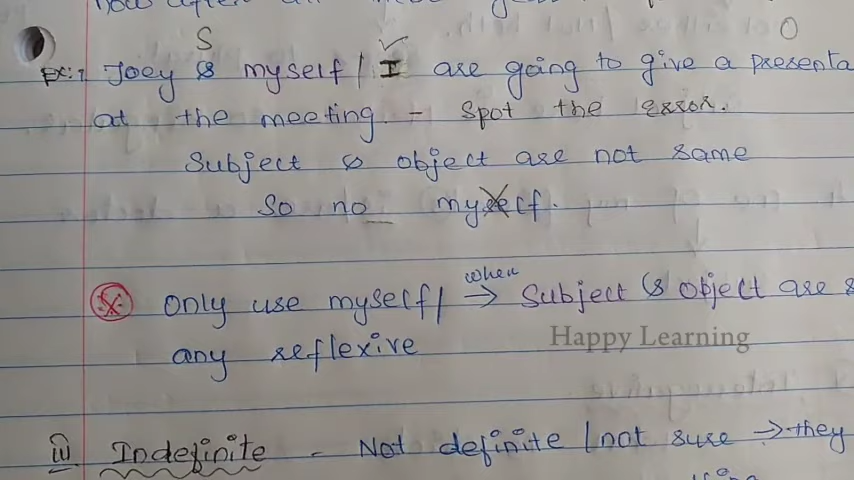 S O
Ex:1 Joey & myself / I are going to give a presenta
at the meeting. - Spot the error.
Subject & object are not same
So no myself.
when
* Only use myself / → Subject & object are s
any reflexive
Happy Learning
iii) Indefinite - Not definite / not sure → they